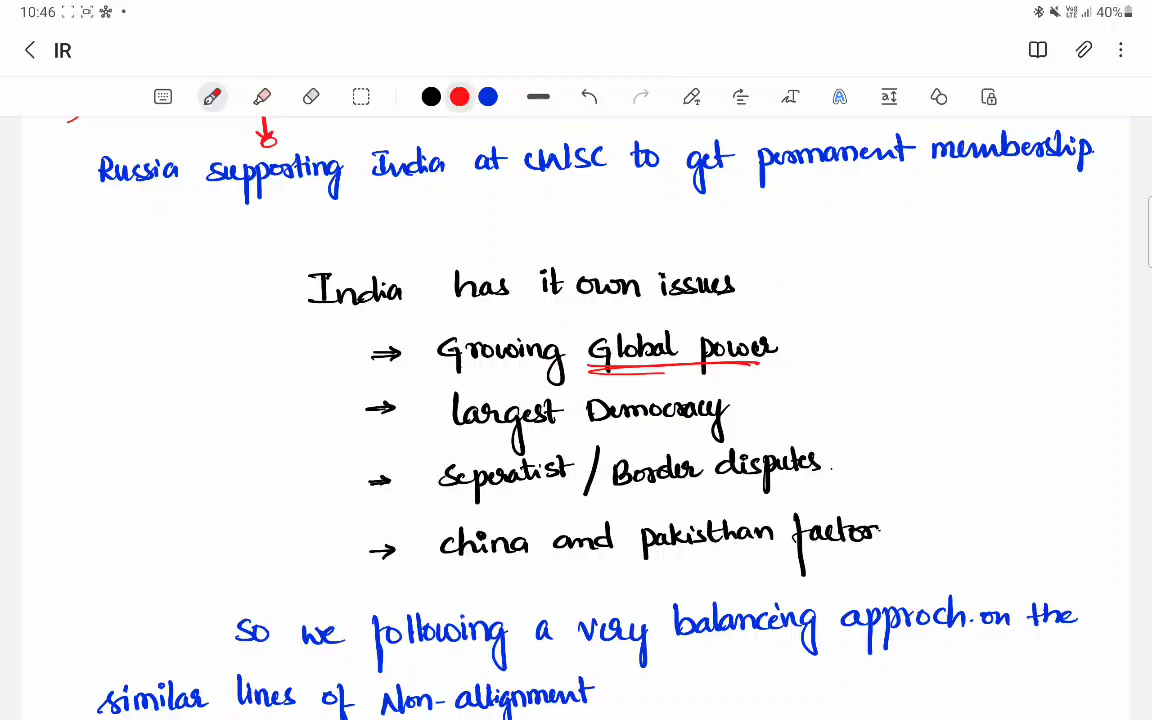 10:46
40%
IR
Russia supporting India at UNSC to get permanent membership
India has it own issues
⇒ Growing Global power
→ largest Democracy
→ seperatist / Border disputes.
→ china and pakisthan factor
so we following a very balancing approch. on the
similar lines of Non-allignment